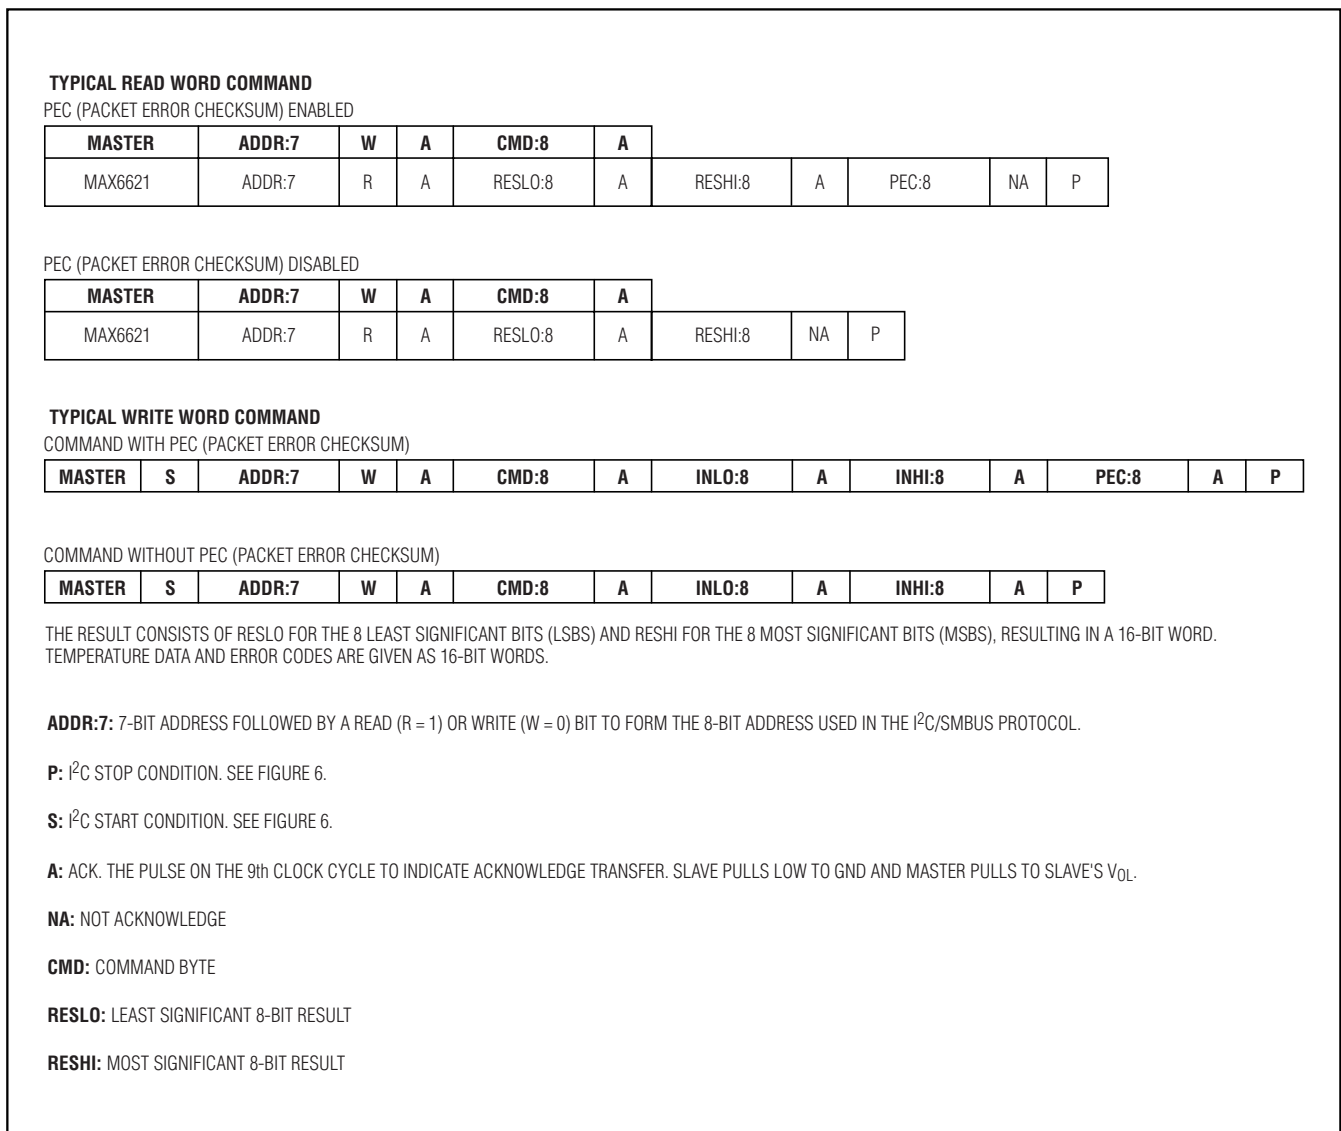 TYPICAL READ WORD COMMAND
PEC (PACKET ERROR CHECKSUM) ENABLED
MASTER ADDR:7 W A CMD:8 A
MAX6621 ADDR:7 R A RESLO:8 A RESHI:8 A PEC:8 NA P
PEC (PACKET ERROR CHECKSUM) DISABLED
MASTER ADDR:7 W A CMD:8 A
MAX6621 ADDR:7 R A RESLO:8 A RESHI:8 NA P
TYPICAL WRITE WORD COMMAND
COMMAND WITH PEC (PACKET ERROR CHECKSUM)
MASTER S ADDR:7 W A CMD:8 A INLO:8 A INHI:8 A PEC:8 A P
COMMAND WITHOUT PEC (PACKET ERROR CHECKSUM)
MASTER S ADDR:7 W A CMD:8 A INLO:8 A INHI:8 A P
THE RESULT CONSISTS OF RESLO FOR THE 8 LEAST SIGNIFICANT BITS (LSBS) AND RESHI FOR THE 8 MOST SIGNIFICANT BITS (MSBS), RESULTING IN A 16-BIT WORD.
TEMPERATURE DATA AND ERROR CODES ARE GIVEN AS 16-BIT WORDS.
ADDR:7: 7-BIT ADDRESS FOLLOWED BY A READ (R = 1) OR WRITE (W = 0) BIT TO FORM THE 8-BIT ADDRESS USED IN THE I²C/SMBUS PROTOCOL.
P: I²C STOP CONDITION. SEE FIGURE 6.
S: I²C START CONDITION. SEE FIGURE 6.
A: ACK. THE PULSE ON THE 9th CLOCK CYCLE TO INDICATE ACKNOWLEDGE TRANSFER. SLAVE PULLS LOW TO GND AND MASTER PULLS TO SLAVE'S VOL.
NA: NOT ACKNOWLEDGE
CMD: COMMAND BYTE
RESLO: LEAST SIGNIFICANT 8-BIT RESULT
RESHI: MOST SIGNIFICANT 8-BIT RESULT